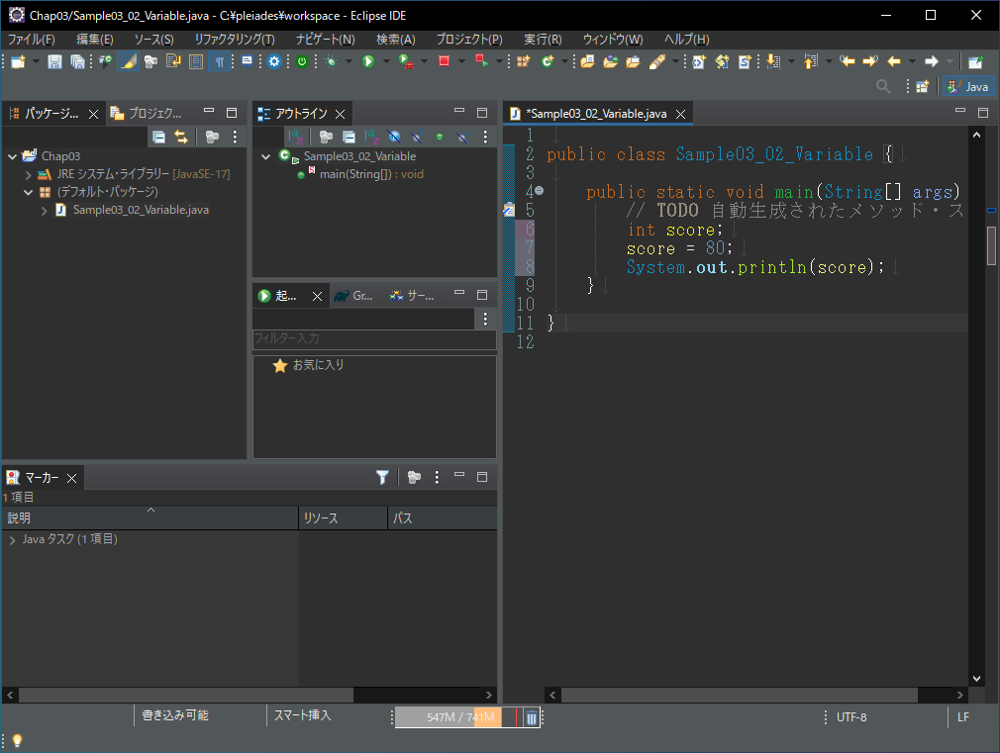 Chap03/Sample03_02_Variable.java - C:¥pleiades¥workspace - Eclipse IDE
ファイル(F) 編集(E) ソース(S) リファクタリング(T) ナビゲート(N) 検索(A) プロジェクト(P) 実行(R) ウィンドウ(W) ヘルプ(H)
Java
パッケージ... プロジェク...
Chap03
JRE システム・ライブラリー [JavaSE-17]
(デフォルト・パッケージ)
Sample03_02_Variable.java
アウトライン
Sample03_02_Variable
main(String[]) : void
起... Gr... サー...
フィルター入力
お気に入り
*Sample03_02_Variable.java
1
2 public class Sample03_02_Variable {
3
4 public static void main(String[] args)
5 // TODO 自動生成されたメソッド・ス
6 int score;
7 score = 80;
8 System.out.println(score);
9 }
10
11 }
12
マーカー
1 項目
説明 リソース パス
Java タスク (1 項目)
書き込み可能 スマート挿入 547M / 741M UTF-8 LF